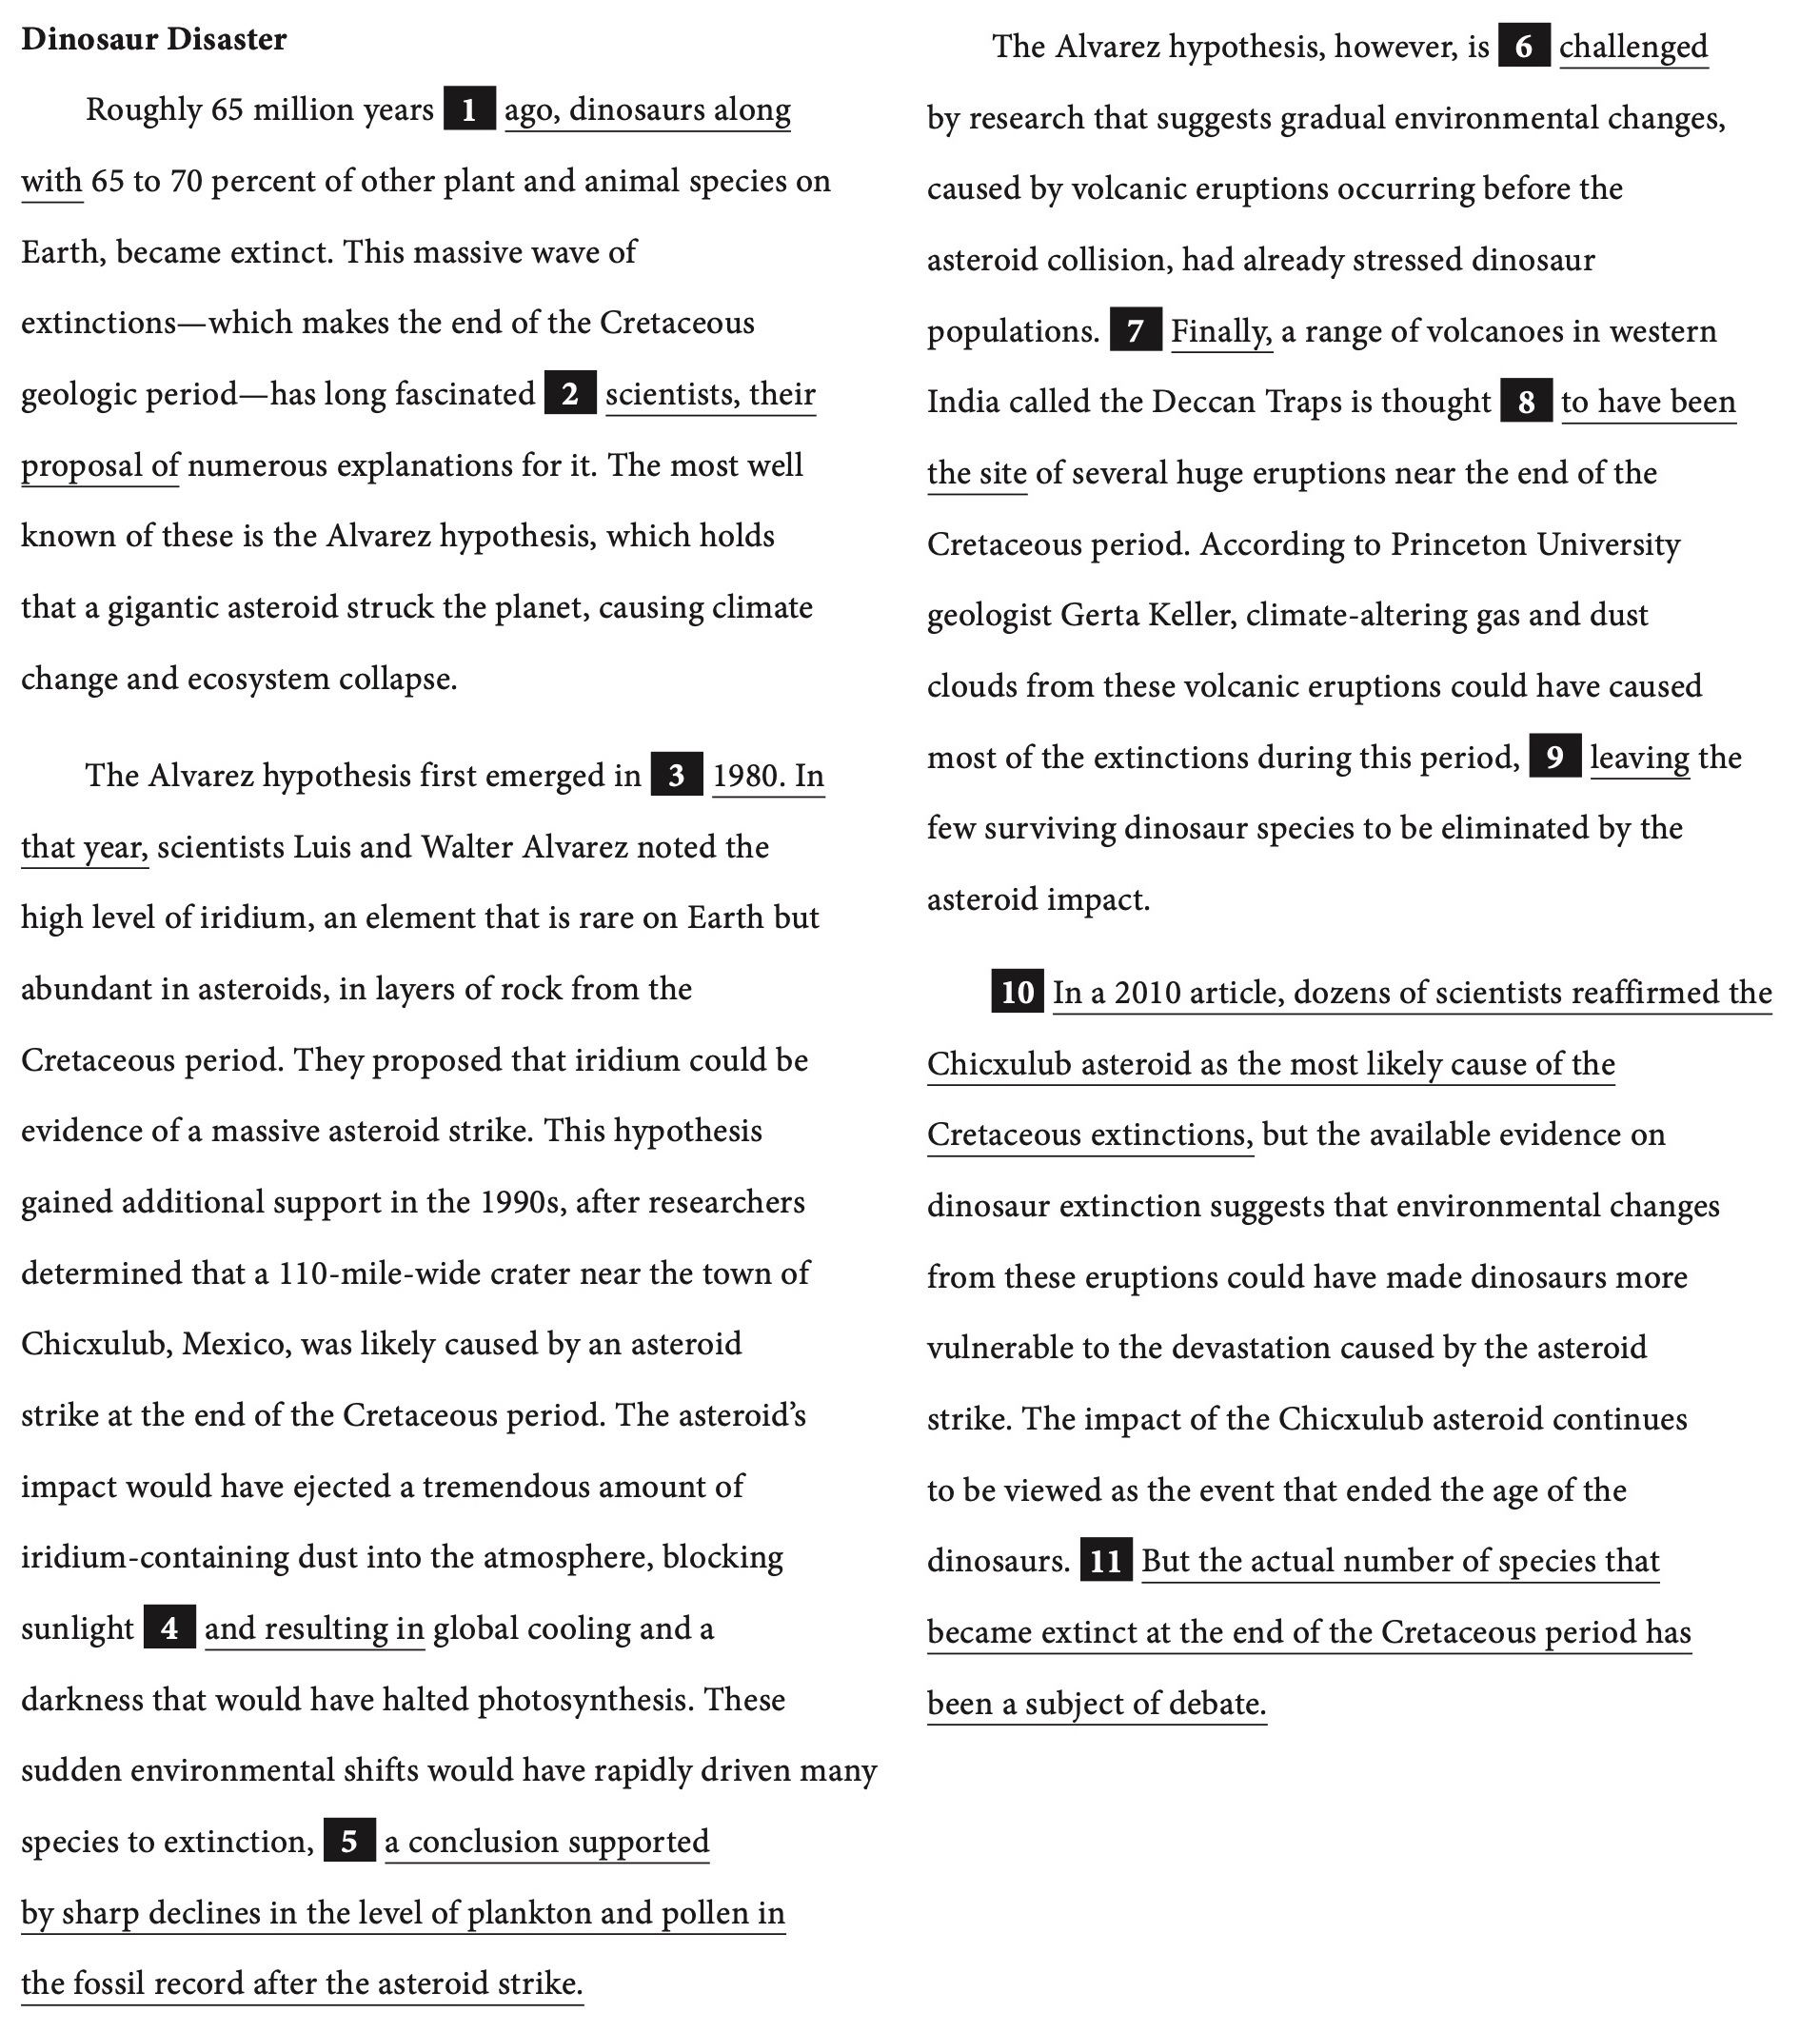 Dinosaur Disaster
Roughly 65 million years 1 ago, dinosaurs along
with 65 to 70 percent of other plant and animal species on
Earth, became extinct. This massive wave of
extinctions—which makes the end of the Cretaceous
geologic period—has long fascinated 2 scientists, their
proposal of numerous explanations for it. The most well
known of these is the Alvarez hypothesis, which holds
that a gigantic asteroid struck the planet, causing climate
change and ecosystem collapse.
The Alvarez hypothesis first emerged in 3 1980. In
that year, scientists Luis and Walter Alvarez noted the
high level of iridium, an element that is rare on Earth but
abundant in asteroids, in layers of rock from the
Cretaceous period. They proposed that iridium could be
evidence of a massive asteroid strike. This hypothesis
gained additional support in the 1990s, after researchers
determined that a 110-mile-wide crater near the town of
Chicxulub, Mexico, was likely caused by an asteroid
strike at the end of the Cretaceous period. The asteroid’s
impact would have ejected a tremendous amount of
iridium-containing dust into the atmosphere, blocking
sunlight 4 and resulting in global cooling and a
darkness that would have halted photosynthesis. These
sudden environmental shifts would have rapidly driven many
species to extinction, 5 a conclusion supported
by sharp declines in the level of plankton and pollen in
the fossil record after the asteroid strike.
The Alvarez hypothesis, however, is 6 challenged
by research that suggests gradual environmental changes,
caused by volcanic eruptions occurring before the
asteroid collision, had already stressed dinosaur
populations. 7 Finally, a range of volcanoes in western
India called the Deccan Traps is thought 8 to have been
the site of several huge eruptions near the end of the
Cretaceous period. According to Princeton University
geologist Gerta Keller, climate-altering gas and dust
clouds from these volcanic eruptions could have caused
most of the extinctions during this period, 9 leaving the
few surviving dinosaur species to be eliminated by the
asteroid impact.
10 In a 2010 article, dozens of scientists reaffirmed the
Chicxulub asteroid as the most likely cause of the
Cretaceous extinctions, but the available evidence on
dinosaur extinction suggests that environmental changes
from these eruptions could have made dinosaurs more
vulnerable to the devastation caused by the asteroid
strike. The impact of the Chicxulub asteroid continues
to be viewed as the event that ended the age of the
dinosaurs. 11 But the actual number of species that
became extinct at the end of the Cretaceous period has
been a subject of debate.